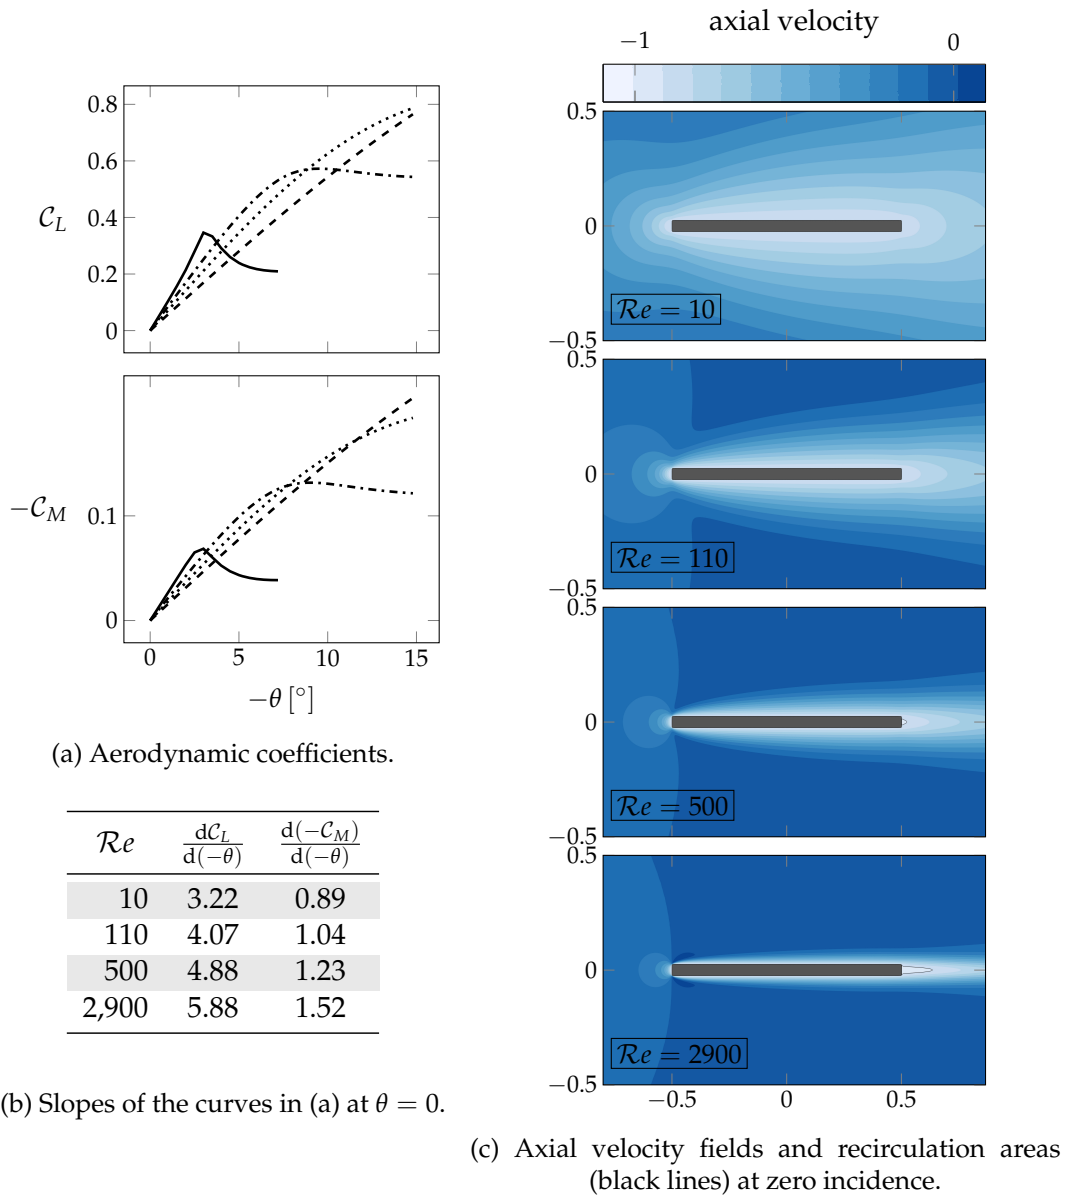 0.8
0.6
0.4
0.2
0
C_L
0.1
0
−C_M
0 5 10 15
−θ [°]
(a) Aerodynamic coefficients.
Re dC_L/d(−θ) d(−C_M)/d(−θ)
10 3.22 0.89
110 4.07 1.04
500 4.88 1.23
2,900 5.88 1.52
(b) Slopes of the curves in (a) at θ = 0.
axial velocity
−1 0
0.5
0
−0.5
Re = 10
0.5
0
−0.5
Re = 110
0.5
0
−0.5
Re = 500
0.5
0
−0.5
Re = 2900
−0.5 0 0.5
(c) Axial velocity fields and recirculation areas
(black lines) at zero incidence.